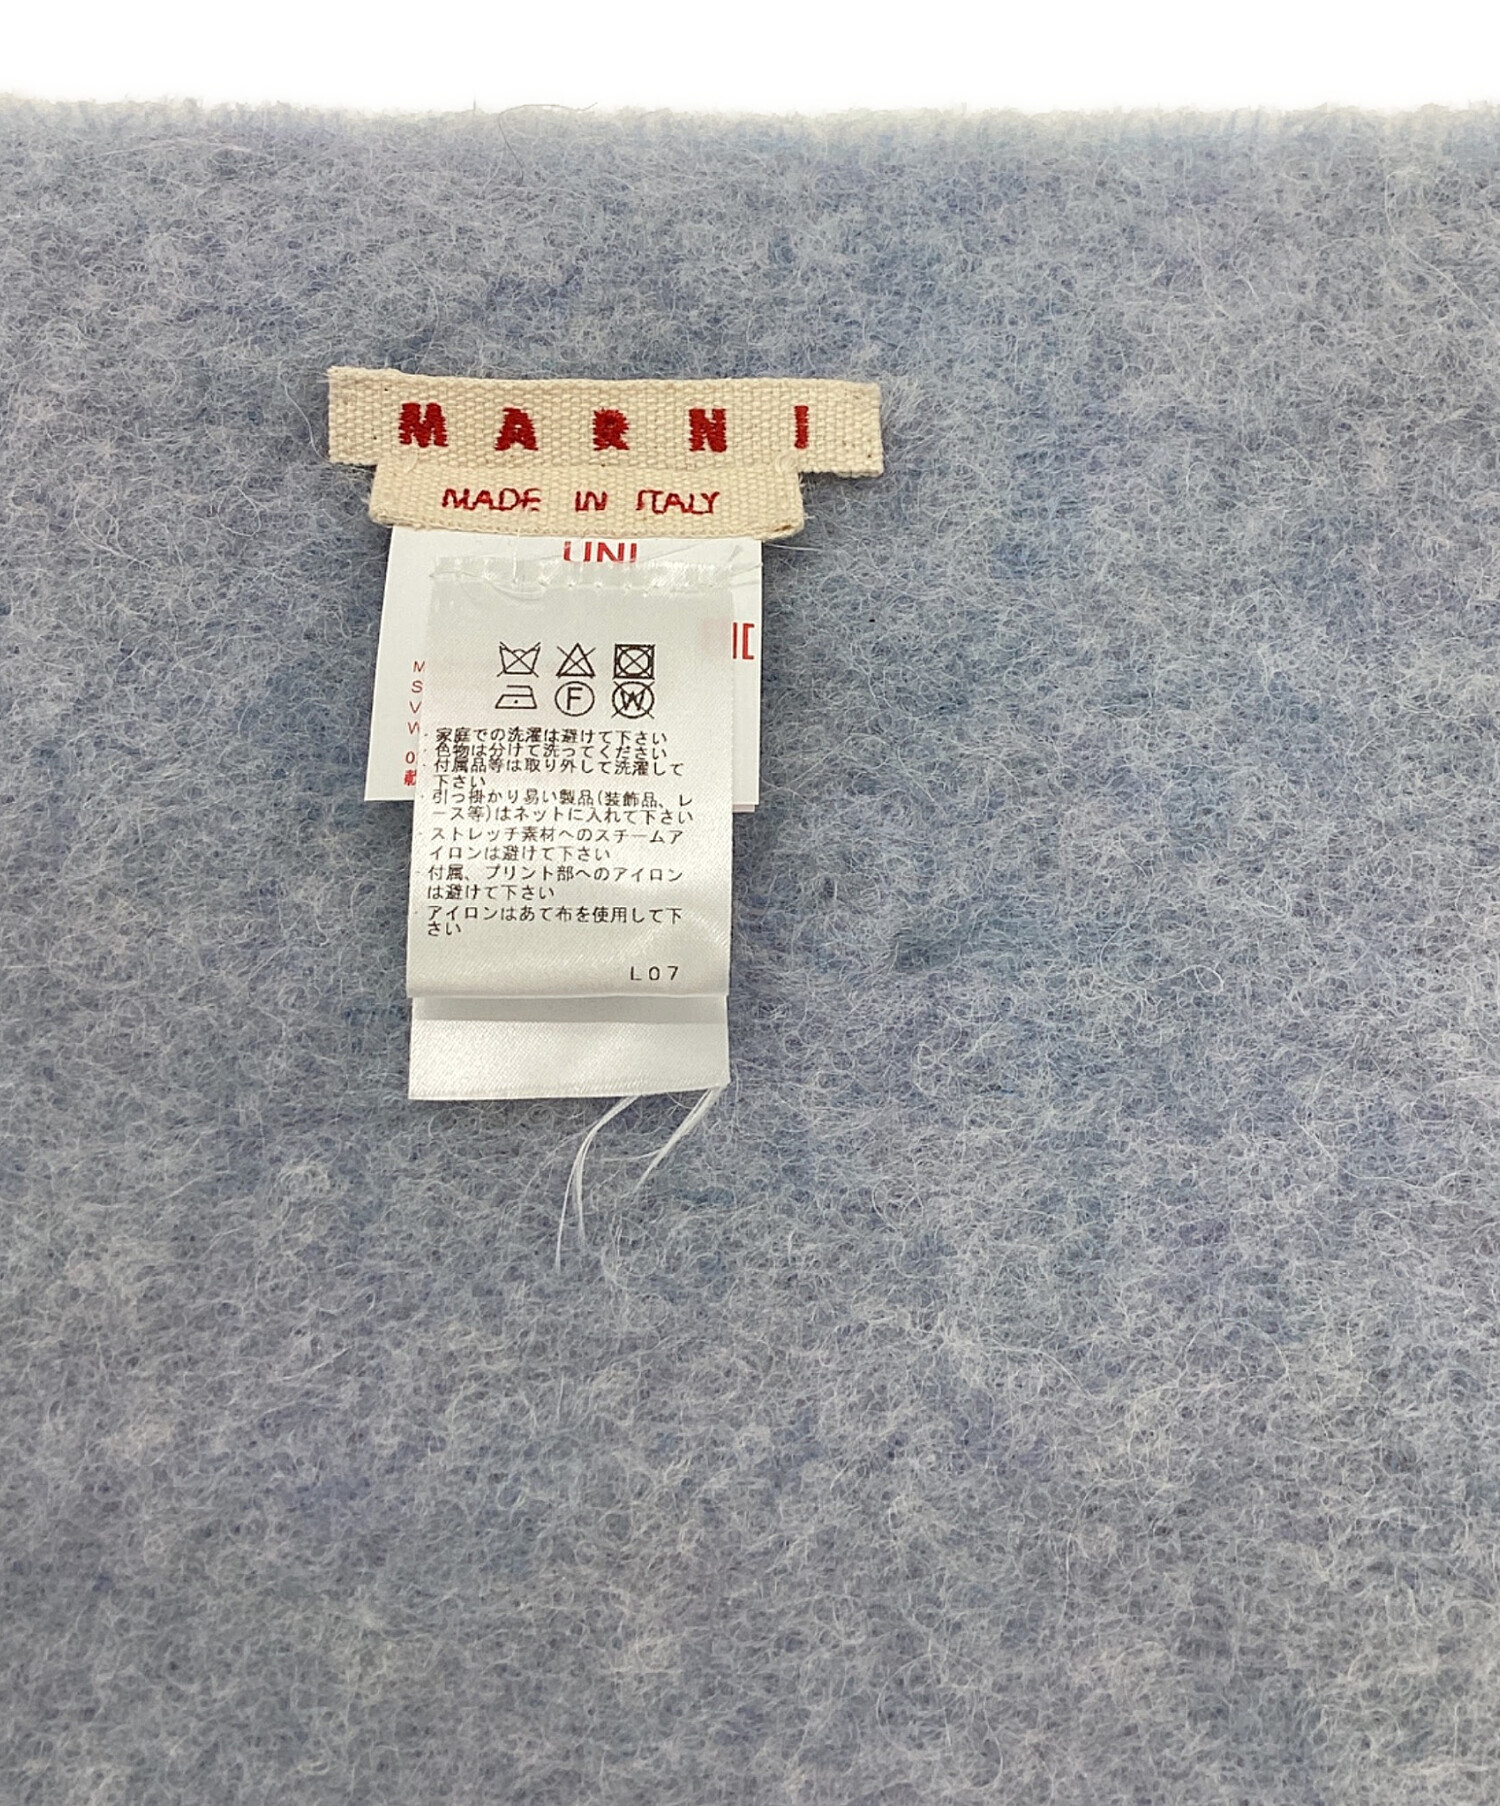 MARNI
MADE IN ITALY
UNI
M
S
V
W
0
・家庭での洗濯は避けて下さい
・色物は分けて洗ってください
・付属品等は取り外して洗濯して
下さい
・引っ掛かり易い製品(装飾品、レ
ース等)はネットに入れて下さい
・ストレッチ素材へのスチームア
イロンは避けて下さい
・付属、プリント部へのアイロン
は避けて下さい
・アイロンはあて布を使用して下
さい
L07